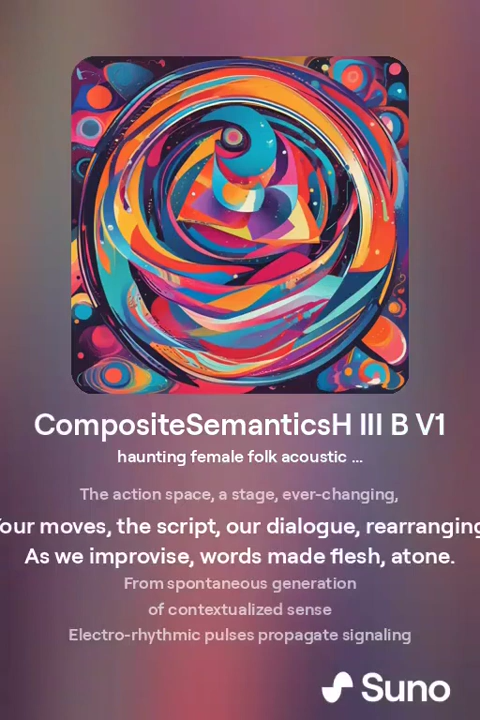 CompositeSemanticsH III B V1
haunting female folk acoustic ...
The action space, a stage, ever-changing,
Your moves, the script, our dialogue, rearranging
As we improvise, words made flesh, atone.
From spontaneous generation
of contextualized sense
Electro-rhythmic pulses propagate signaling
Suno